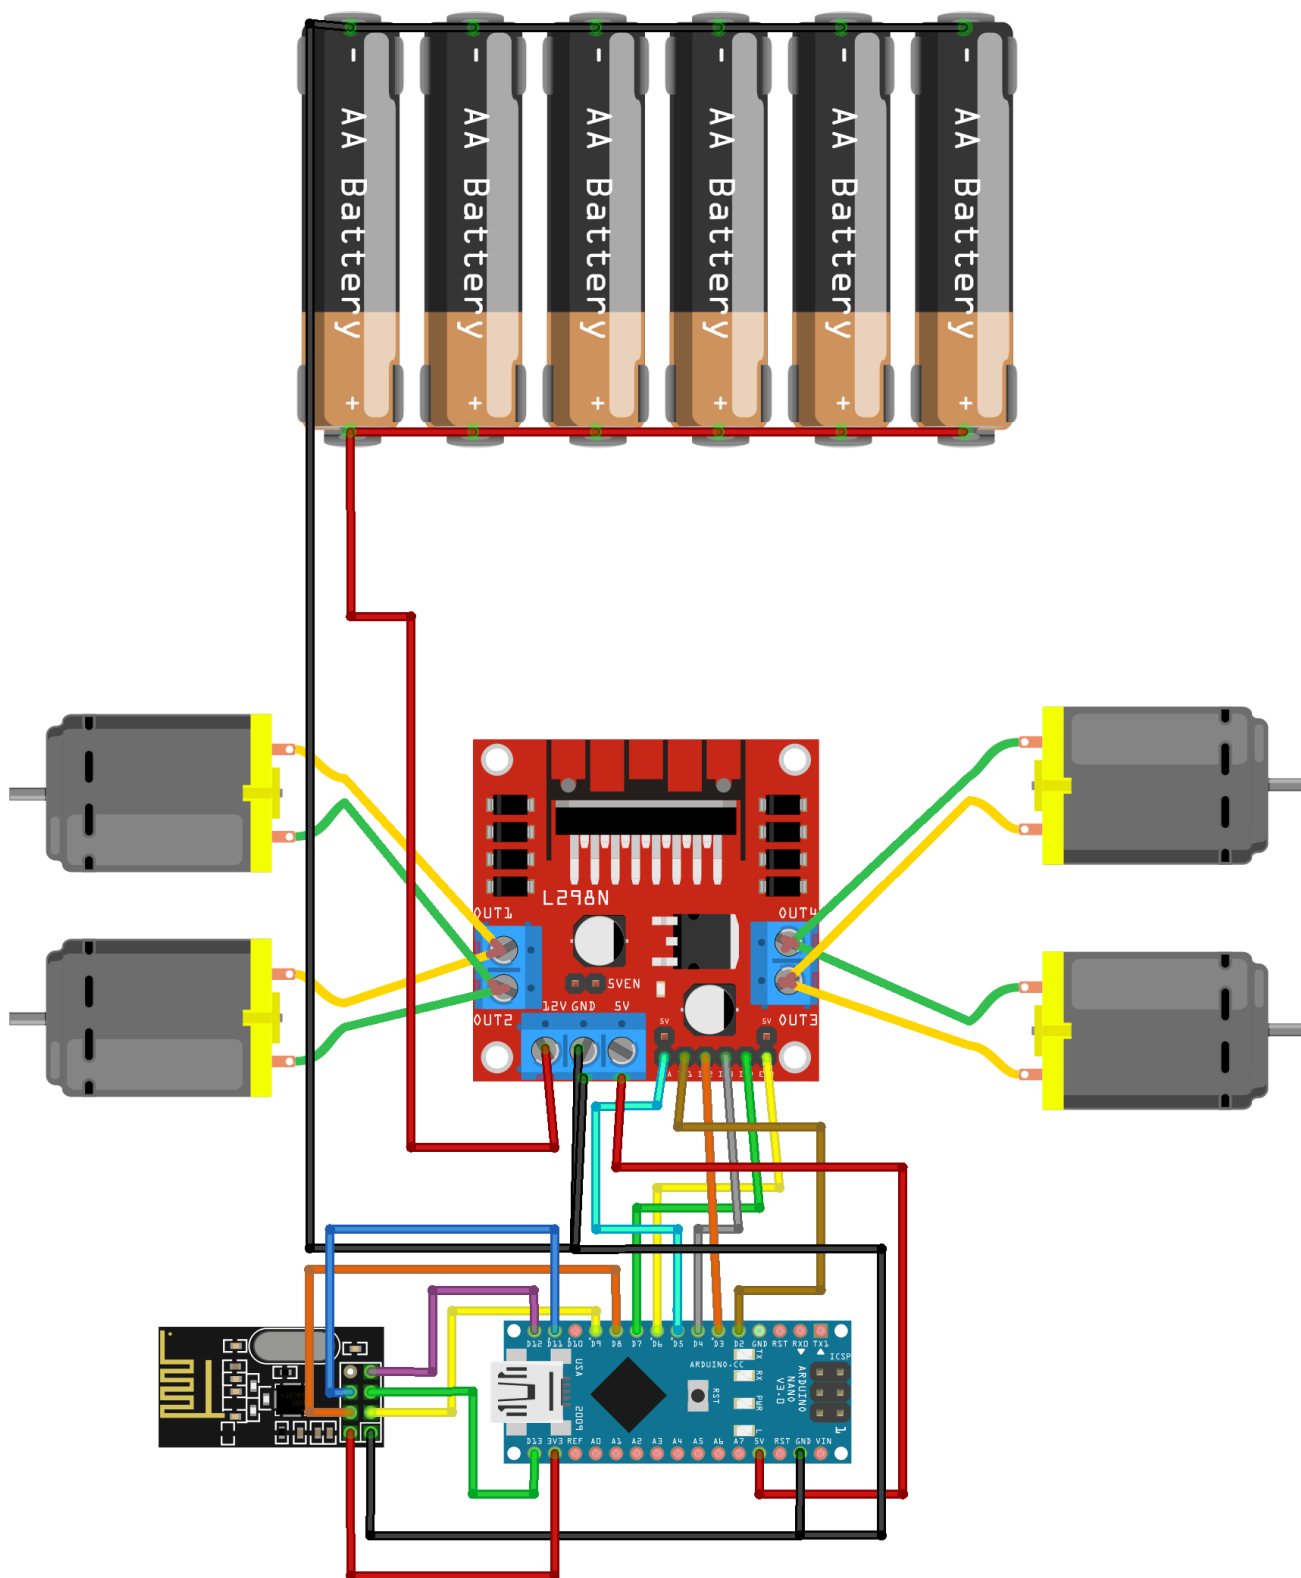 - - - - - -
AA Battery
AA Battery
AA Battery
AA Battery
AA Battery
AA Battery
+ + + + + +
L298N
OUT1
OUT4
5VEN
12V GND 5V
OUT2
OUT3
5V
5V
D12 D11 D10 D9 D8 D7 D6 D5 D4 D3 D2 GND RST RX0 TX1
USA
ARDUINO.CC
TX
RX
PWR
L
RST
ICSP
ARDUINO
NANO
V3.0
1
D13 3V3 REF A0 A1 A2 A3 A4 A5 A6 A7 5V RST GND VIN